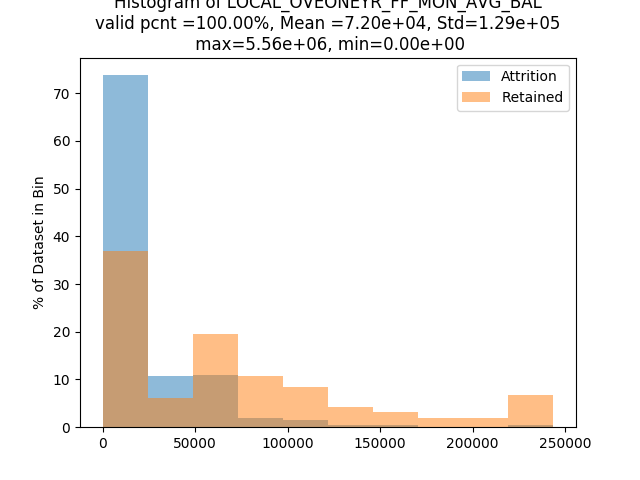 Histogram of LOCAL_OVEONEYR_FF_MON_AVG_BAL
valid pcnt =100.00%, Mean =7.20e+04, Std=1.29e+05
max=5.56e+06, min=0.00e+00
Attrition
Retained
% of Dataset in Bin
70
60
50
40
30
20
10
0
0 50000 100000 150000 200000 250000